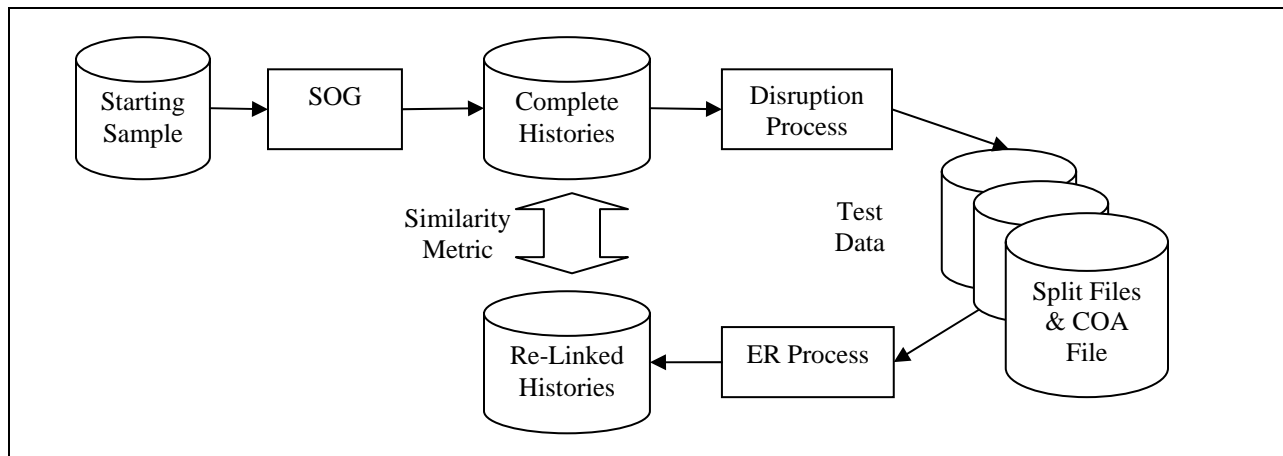 Starting
Sample
SOG
Complete
Histories
Disruption
Process
Similarity
Metric
Test
Data
Split Files
& COA
File
ER Process
Re-Linked
Histories